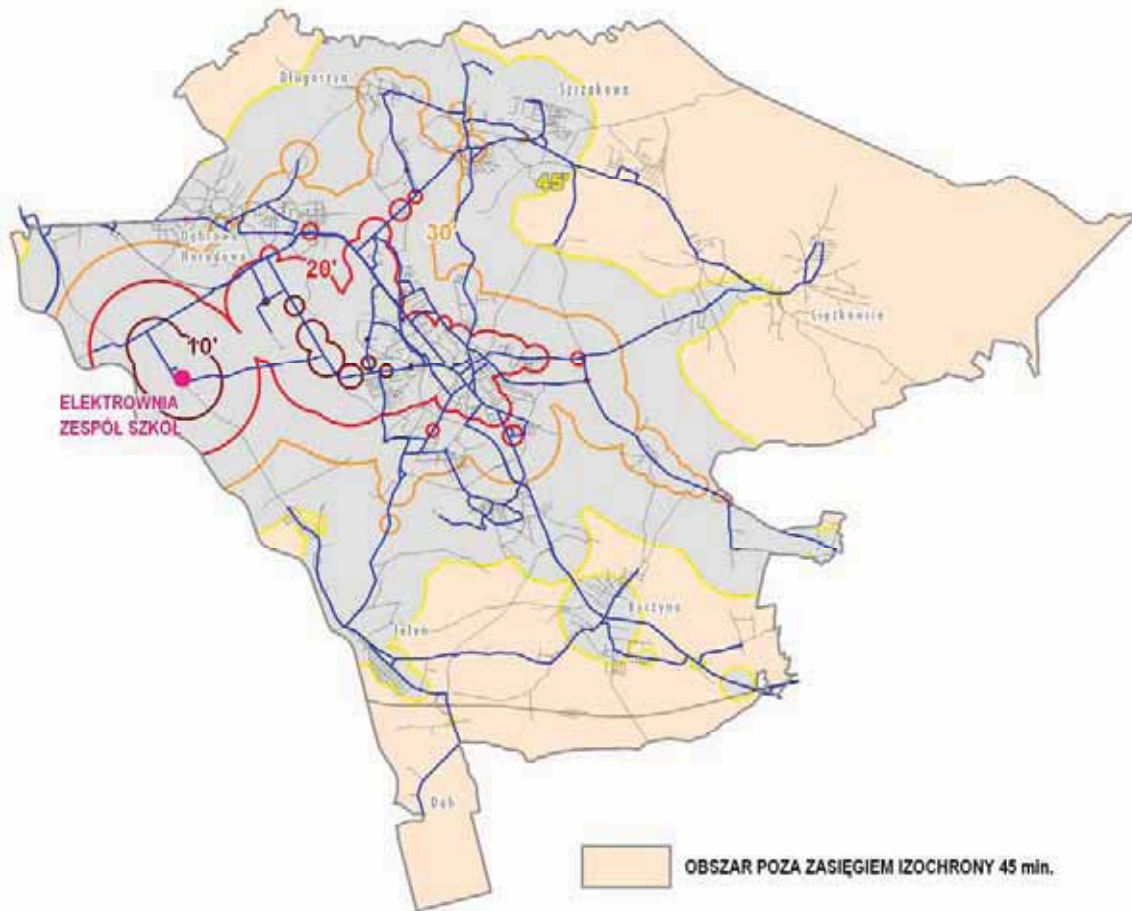 Długoszyn
Szczakowa
45'
30'
Dąbrowa
Narodowa
20'
Ciężkowice
10'
ELEKTROWNIA
ZESPÓŁ SZKÓŁ
Byczyna
Jeleń
Dąb
OBSZAR POZA ZASIĘGIEM IZOCHRONY 45 min.